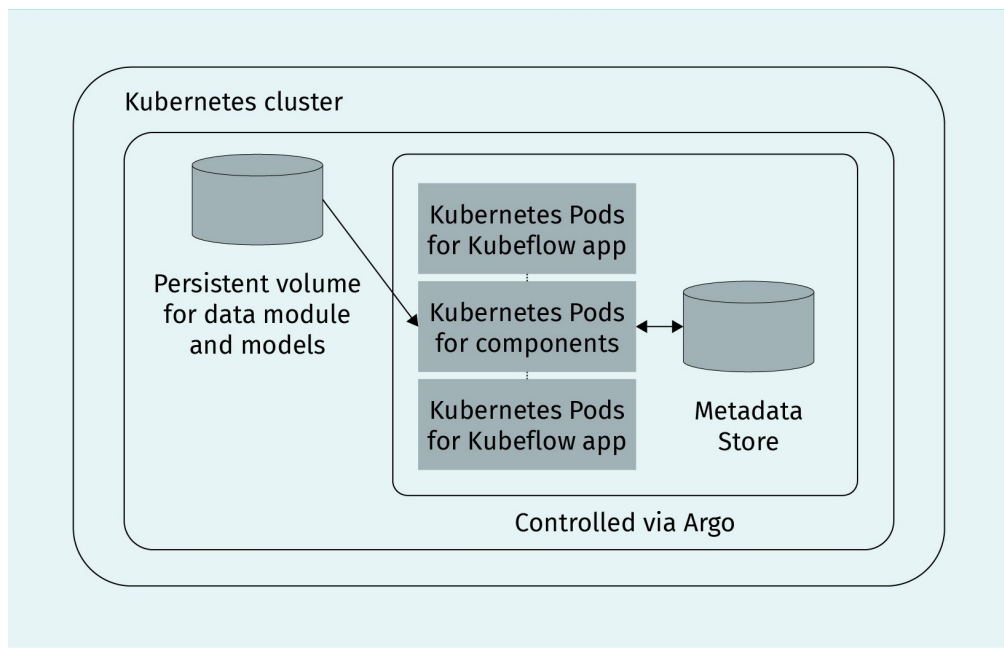 Kubernetes cluster
Persistent volume
for data module
and models
Kubernetes Pods
for Kubeflow app
Kubernetes Pods
for components
Kubernetes Pods
for Kubeflow app
Metadata
Store
Controlled via Argo